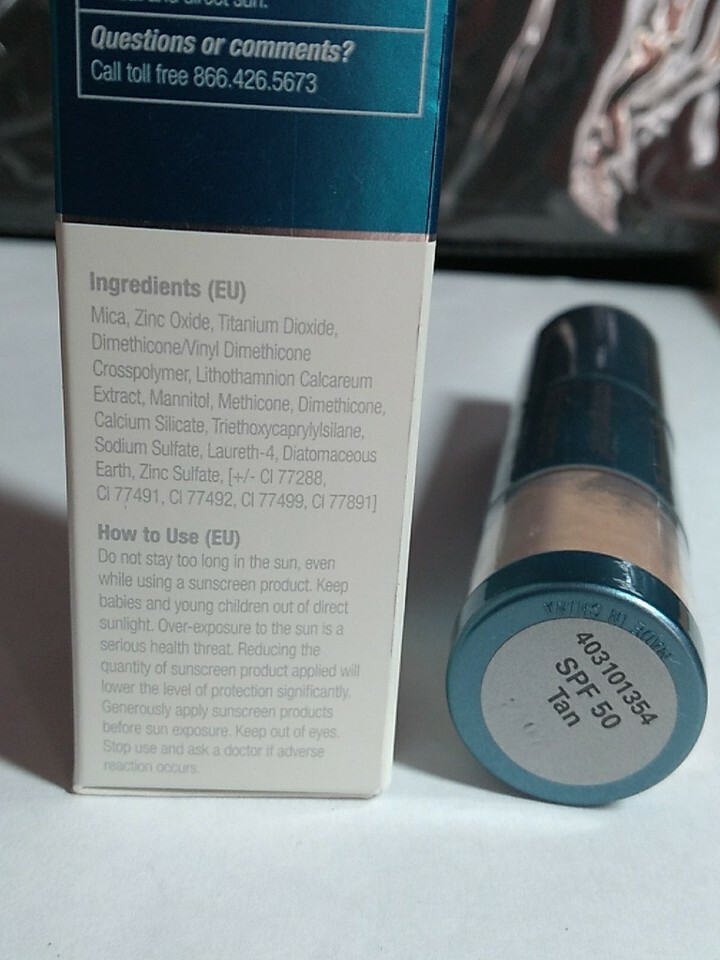 and direct sun.
Questions or comments?
Call toll free 866.426.5673
Ingredients (EU)
Mica, Zinc Oxide, Titanium Dioxide,
Dimethicone/Vinyl Dimethicone
Crosspolymer, Lithothamnion Calcareum
Extract, Mannitol, Methicone, Dimethicone,
Calcium Silicate, Triethoxycaprylylsilane,
Sodium Sulfate, Laureth-4, Diatomaceous
Earth, Zinc Sulfate, [+/- CI 77288,
CI 77491, CI 77492, CI 77499, CI 77891]
How to Use (EU)
Do not stay too long in the sun, even
while using a sunscreen product. Keep
babies and young children out of direct
sunlight. Over-exposure to the sun is a
serious health threat. Reducing the
quantity of sunscreen product applied will
lower the level of protection significantly.
Generously apply sunscreen products
before sun exposure. Keep out of eyes.
Stop use and ask a doctor if adverse
reaction occurs.
MADE IN CHINA
403101354
SPF 50
Tan